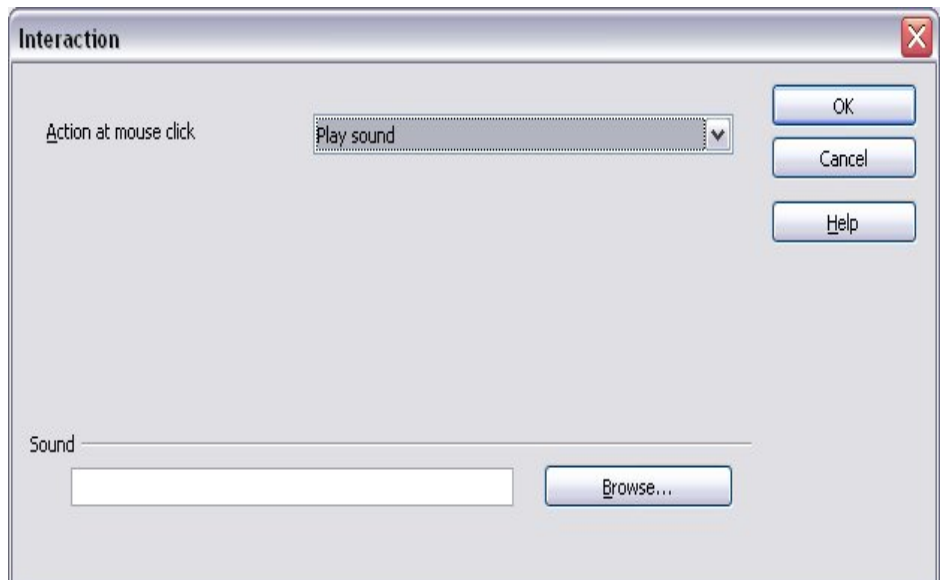 Interaction
Action at mouse click
Play sound
OK
Cancel
Help
Sound
Browse...